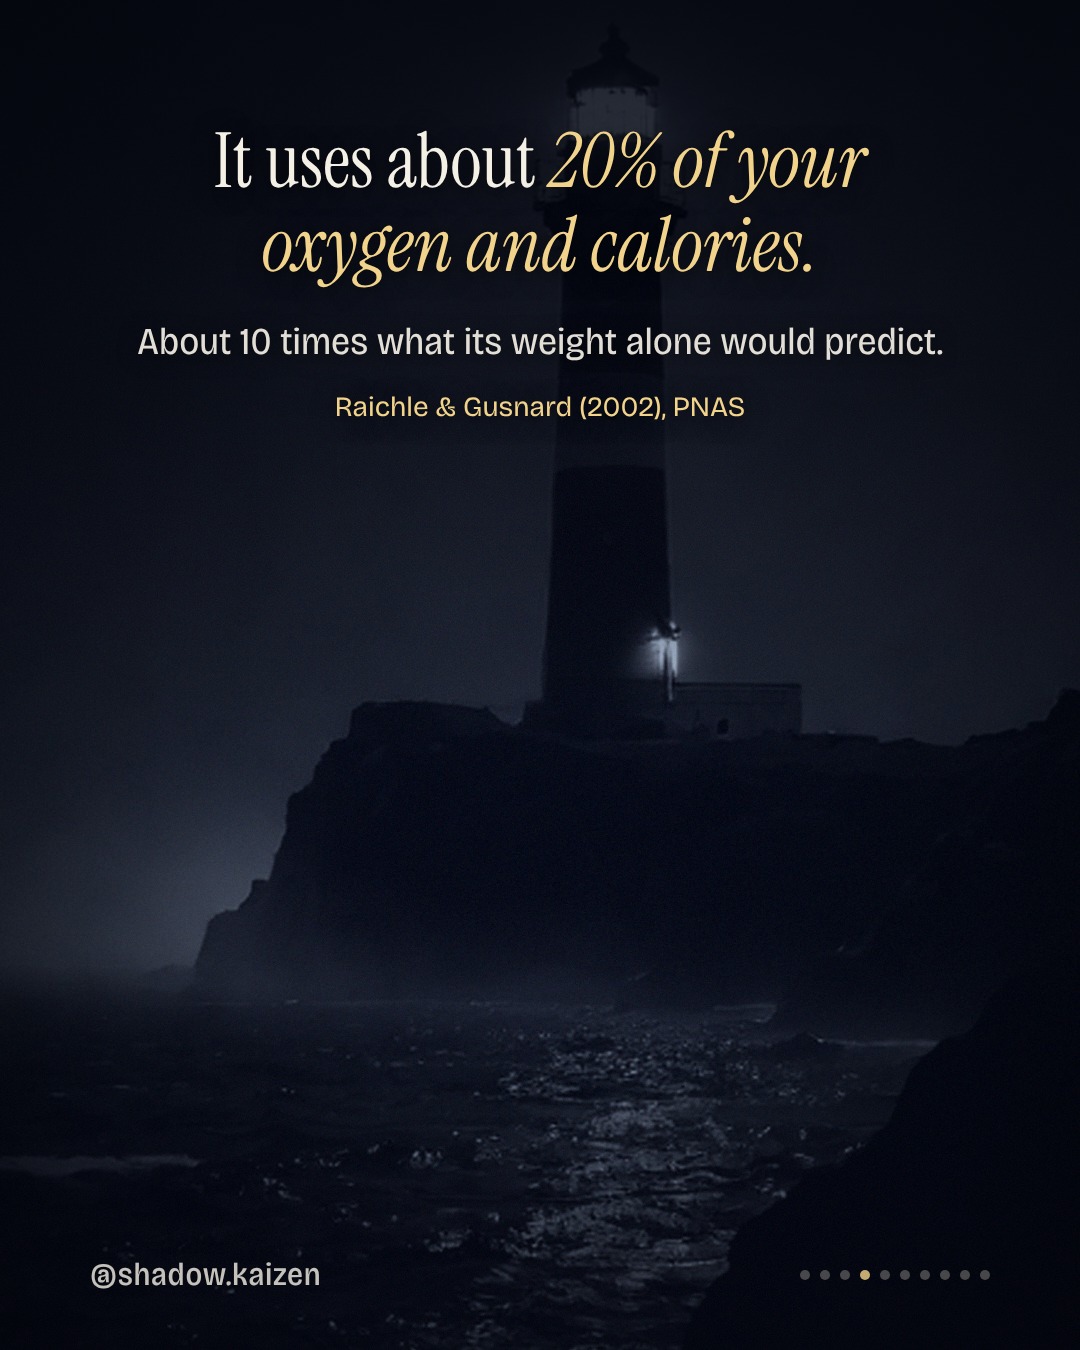 It uses about 20% of your
oxygen and calories.
About 10 times what its weight alone would predict.
Raichle & Gusnard (2002), PNAS
@shadow.kaizen